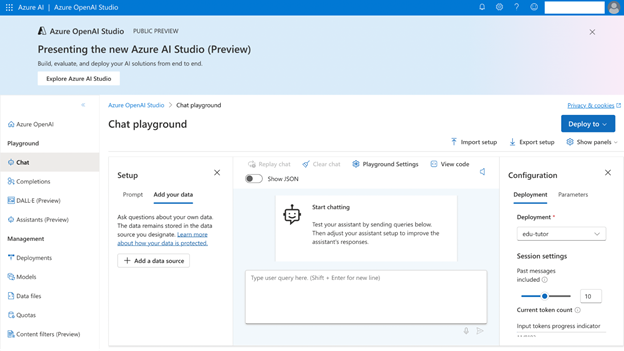 Azure AI | Azure OpenAI Studio
Azure OpenAI Studio PUBLIC PREVIEW
Presenting the new Azure AI Studio (Preview)
Build, evaluate, and deploy your AI solutions from end to end.
Explore Azure AI Studio
Azure OpenAI
Playground
Chat
Completions
DALL·E (Preview)
Assistants (Preview)
Management
Deployments
Models
Data files
Quotas
Content filters (Preview)
Azure OpenAI Studio > Chat playground
Privacy & cookies
Chat playground
Deploy to
Import setup
Export setup
Show panels
Setup
Prompt
Add your data
Ask questions about your own data.
The data remains stored in the data
source you designate. Learn more
about how your data is protected.
+ Add a data source
Replay chat
Clear chat
Playground Settings
View code
Show JSON
Start chatting
Test your assistant by sending queries below.
Then adjust your assistant setup to improve the
assistant's responses.
Type user query here. (Shift + Enter for new line)
Configuration
Deployment
Parameters
Deployment *
edu-tutor
Session settings
Past messages
included
10
Current token count
Input tokens progress indicator